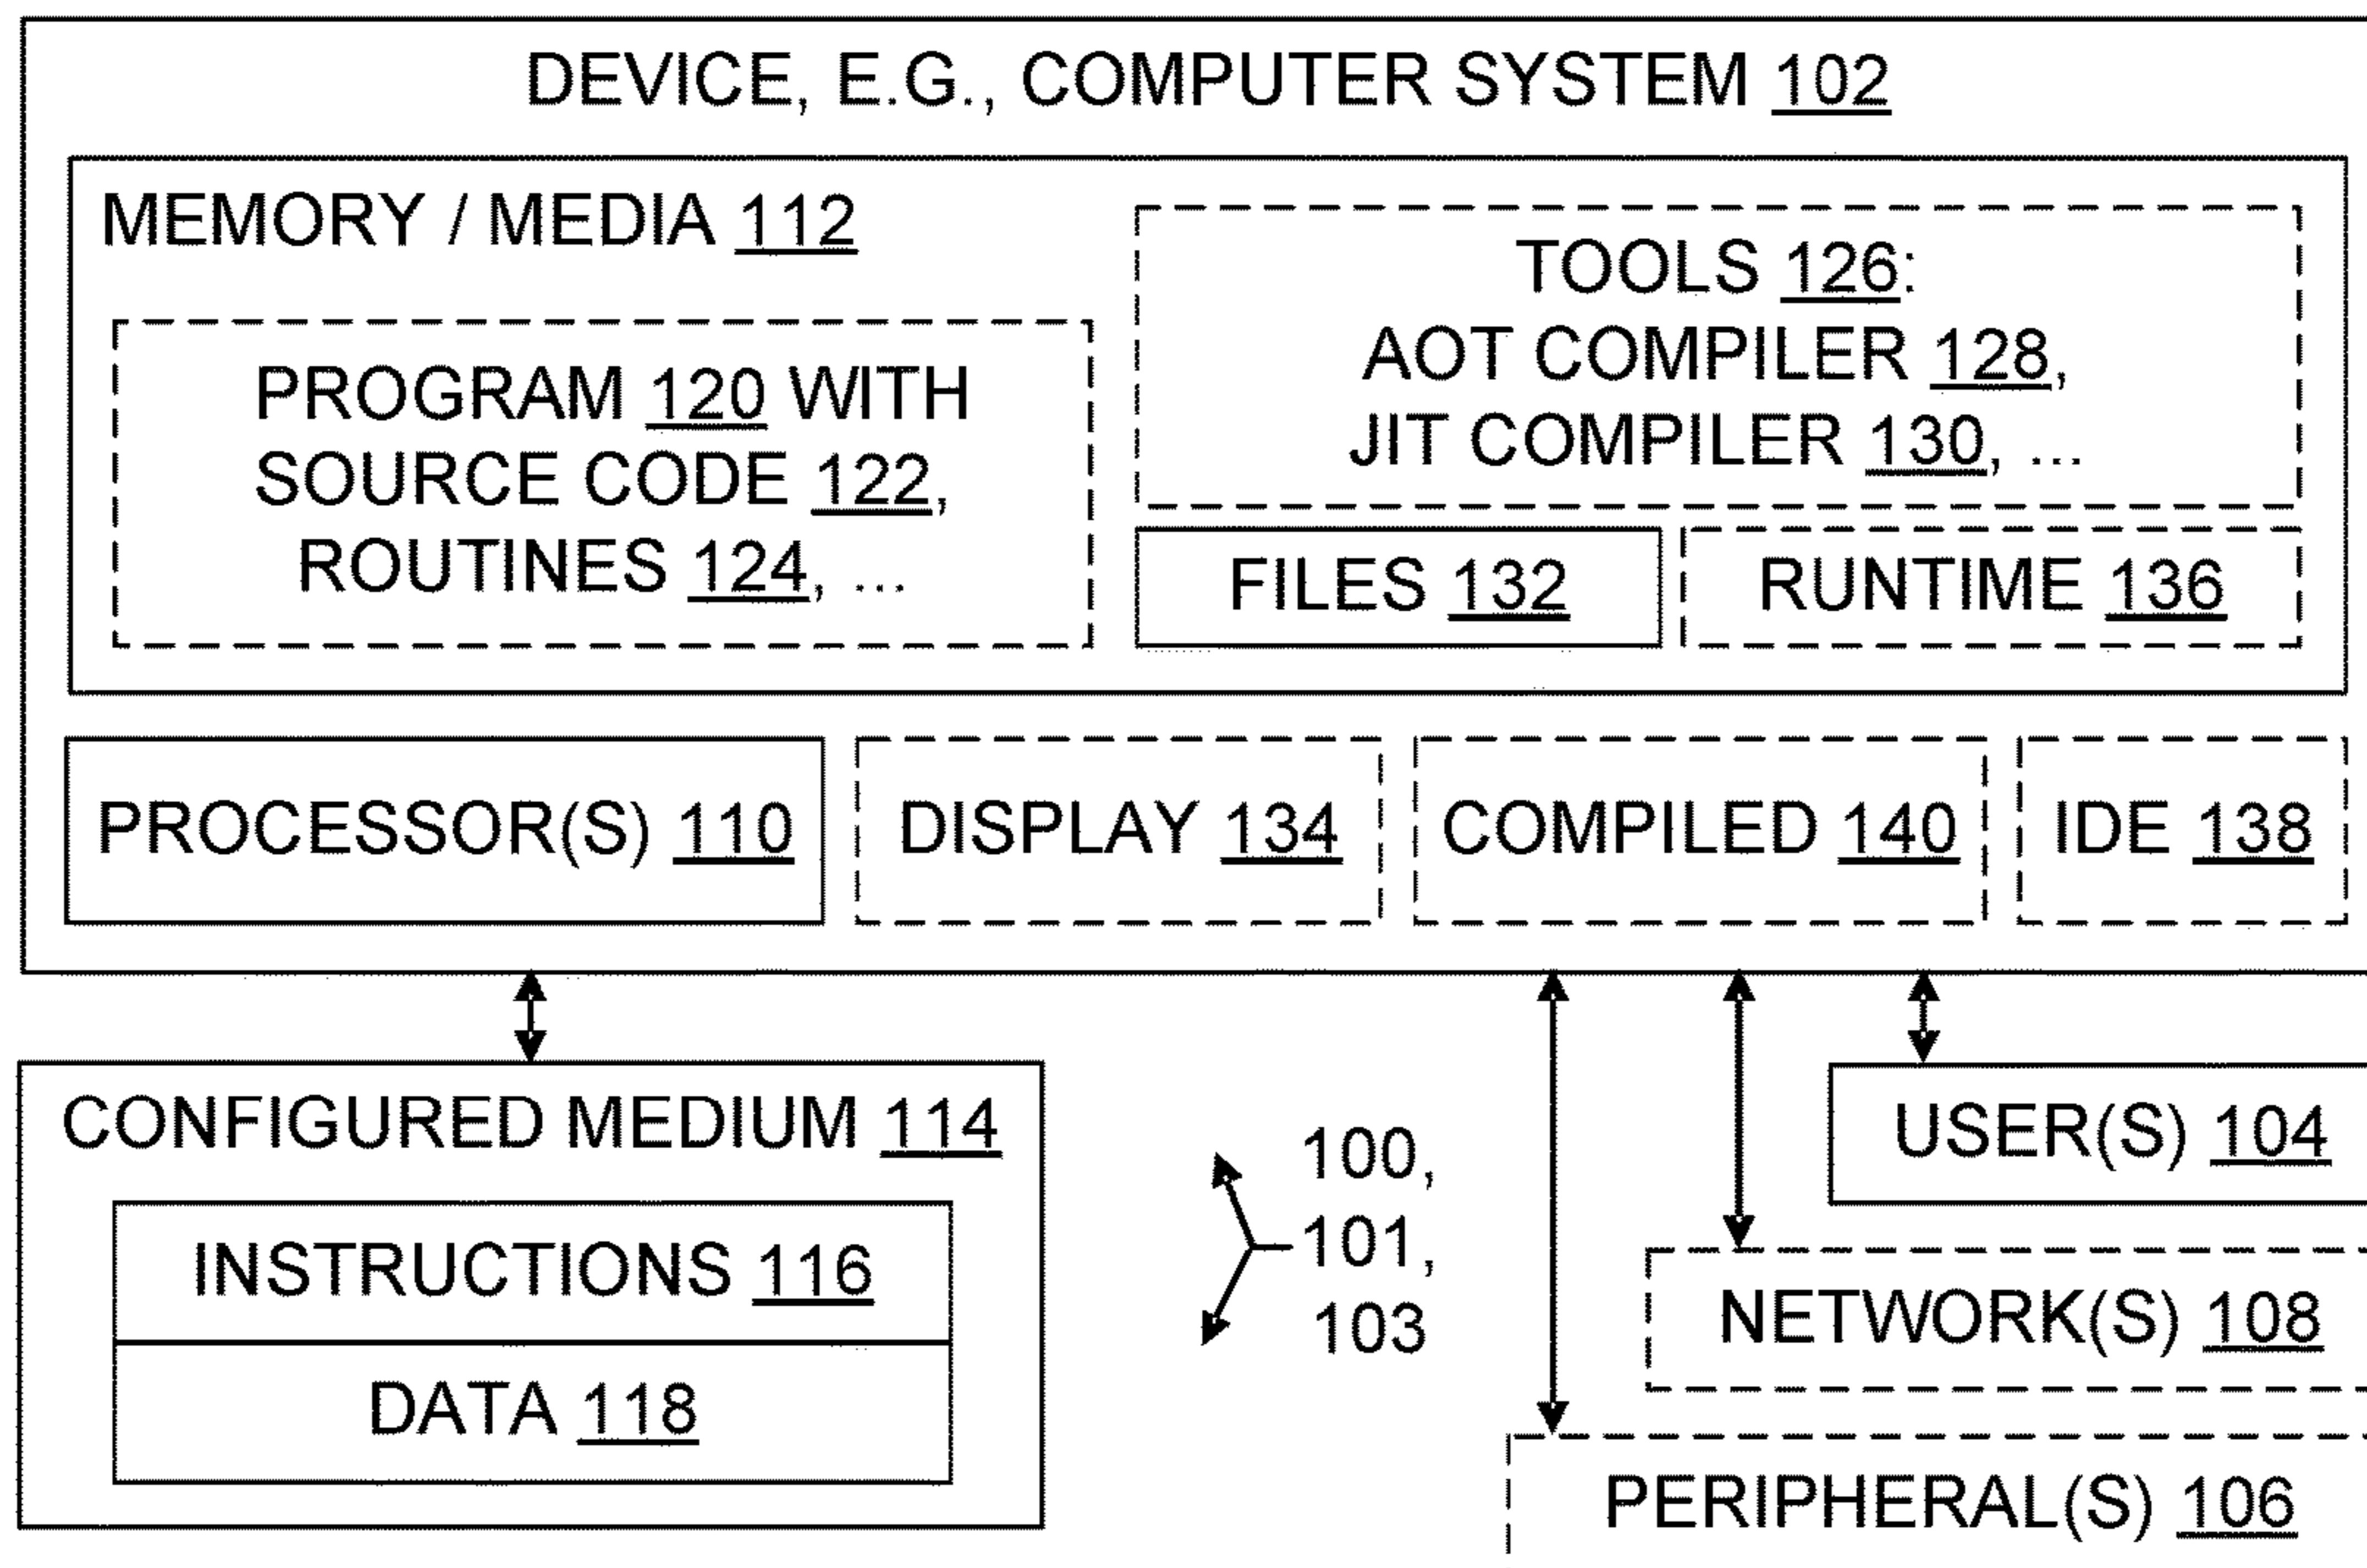 DEVICE, E.G., COMPUTER SYSTEM 102
MEMORY / MEDIA 112
PROGRAM 120 WITH
SOURCE CODE 122,
ROUTINES 124, ...
TOOLS 126:
AOT COMPILER 128,
JIT COMPILER 130, ...
FILES 132
RUNTIME 136
PROCESSOR(S) 110
DISPLAY 134
COMPILED 140
IDE 138
CONFIGURED MEDIUM 114
INSTRUCTIONS 116
DATA 118
100,
101,
103
USER(S) 104
NETWORK(S) 108
PERIPHERAL(S) 106